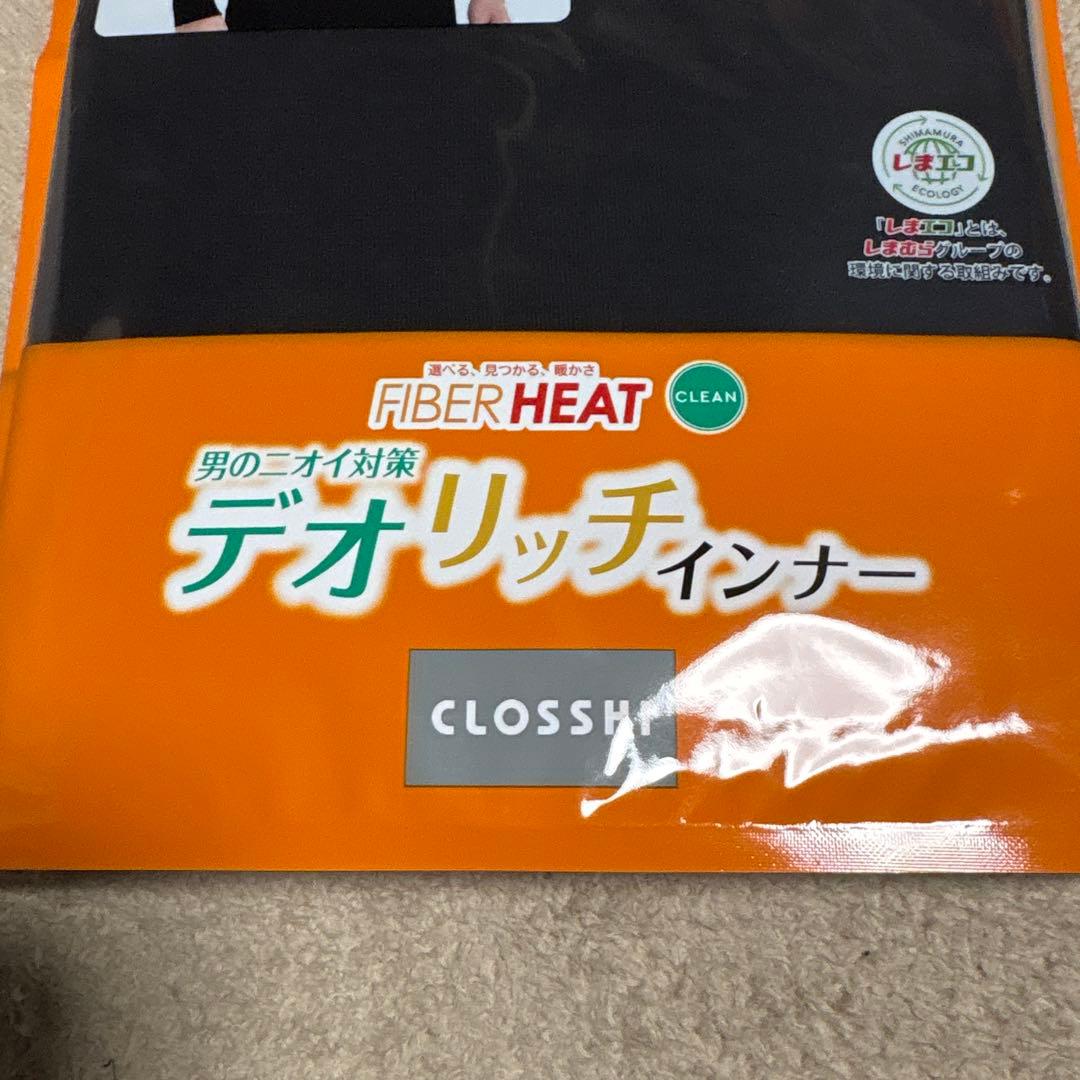 SHIMAMURA
しまエコ
ECOLOGY
「しまエコ」とは、
しまむらグループの
環境に関する取組みです。
選べる、見つかる、暖かさ
FIBER HEAT
CLEAN
男のニオイ対策
デオリッチインナー
CLOSSHI